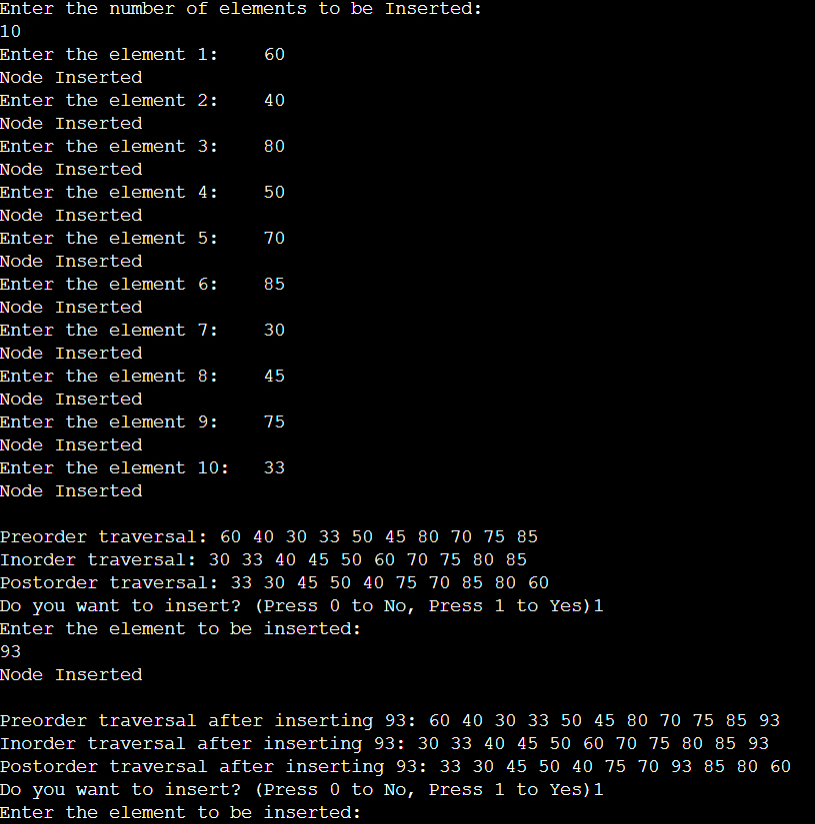 Enter the number of elements to be Inserted:
10
Enter the element 1:    60
Node Inserted
Enter the element 2:    40
Node Inserted
Enter the element 3:    80
Node Inserted
Enter the element 4:    50
Node Inserted
Enter the element 5:    70
Node Inserted
Enter the element 6:    85
Node Inserted
Enter the element 7:    30
Node Inserted
Enter the element 8:    45
Node Inserted
Enter the element 9:    75
Node Inserted
Enter the element 10:   33
Node Inserted

Preorder traversal: 60 40 30 33 50 45 80 70 75 85
Inorder traversal: 30 33 40 45 50 60 70 75 80 85
Postorder traversal: 33 30 45 50 40 75 70 85 80 60
Do you want to insert? (Press 0 to No, Press 1 to Yes)1
Enter the element to be inserted:
93
Node Inserted

Preorder traversal after inserting 93: 60 40 30 33 50 45 80 70 75 85 93
Inorder traversal after inserting 93: 30 33 40 45 50 60 70 75 80 85 93
Postorder traversal after inserting 93: 33 30 45 50 40 75 70 93 85 80 60
Do you want to insert? (Press 0 to No, Press 1 to Yes)1
Enter the element to be inserted: